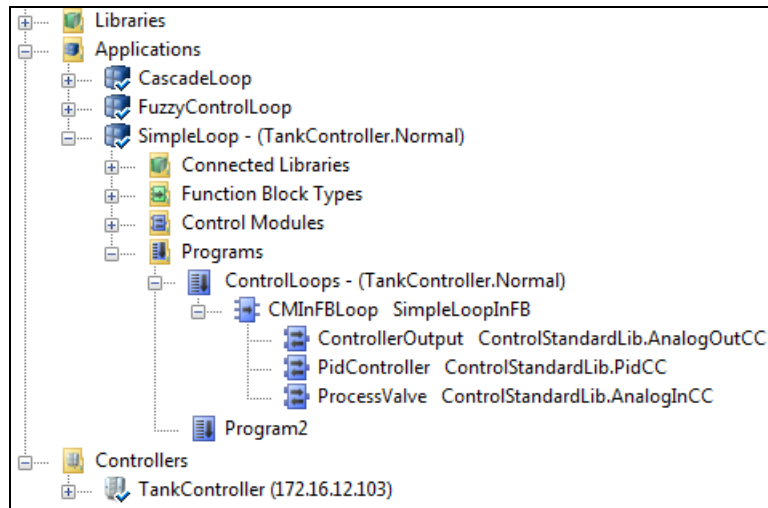 Libraries
Applications
CascadeLoop
FuzzyControlLoop
SimpleLoop - (TankController.Normal)
Connected Libraries
Function Block Types
Control Modules
Programs
ControlLoops - (TankController.Normal)
CMInFBLoop SimpleLoopInFB
ControllerOutput ControlStandardLib.AnalogOutCC
PidController ControlStandardLib.PidCC
ProcessValve ControlStandardLib.AnalogInCC
Program2
Controllers
TankController (172.16.12.103)